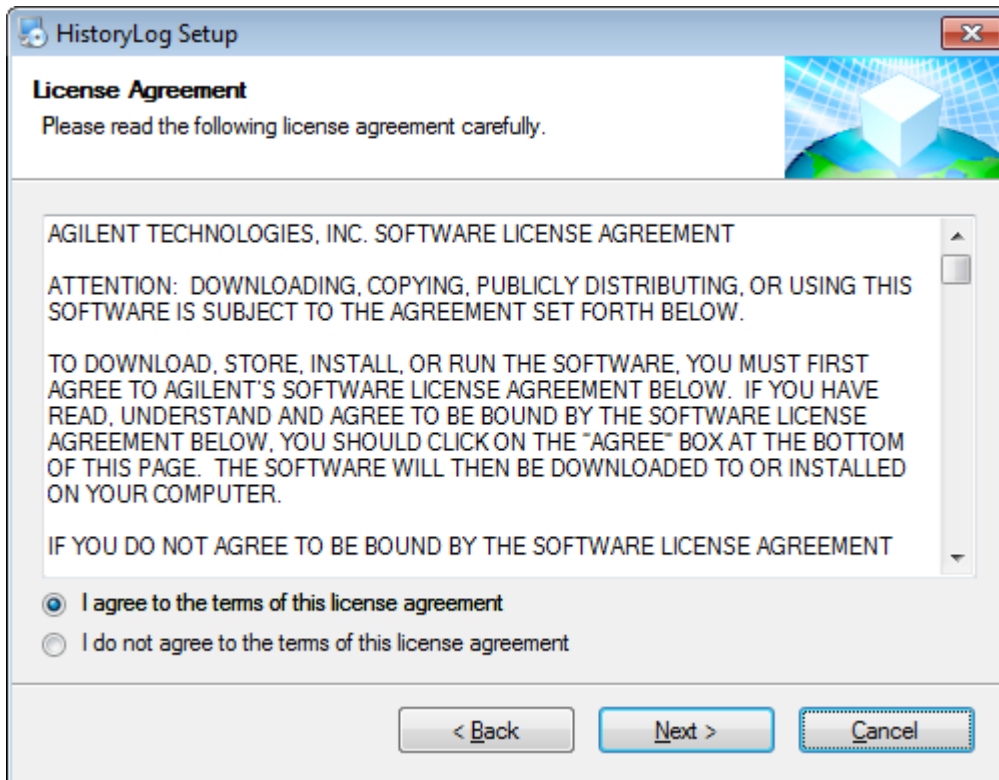 HistoryLog Setup
License Agreement
Please read the following license agreement carefully.
AGILENT TECHNOLOGIES, INC. SOFTWARE LICENSE AGREEMENT
ATTENTION:  DOWNLOADING, COPYING, PUBLICLY DISTRIBUTING, OR USING THIS
SOFTWARE IS SUBJECT TO THE AGREEMENT SET FORTH BELOW.
TO DOWNLOAD, STORE, INSTALL, OR RUN THE SOFTWARE, YOU MUST FIRST
AGREE TO AGILENT'S SOFTWARE LICENSE AGREEMENT BELOW.  IF YOU HAVE
READ, UNDERSTAND AND AGREE TO BE BOUND BY THE SOFTWARE LICENSE
AGREEMENT BELOW, YOU SHOULD CLICK ON THE "AGREE" BOX AT THE BOTTOM
OF THIS PAGE.  THE SOFTWARE WILL THEN BE DOWNLOADED TO OR INSTALLED
ON YOUR COMPUTER.
IF YOU DO NOT AGREE TO BE BOUND BY THE SOFTWARE LICENSE AGREEMENT
I agree to the terms of this license agreement
I do not agree to the terms of this license agreement
< Back
Next >
Cancel